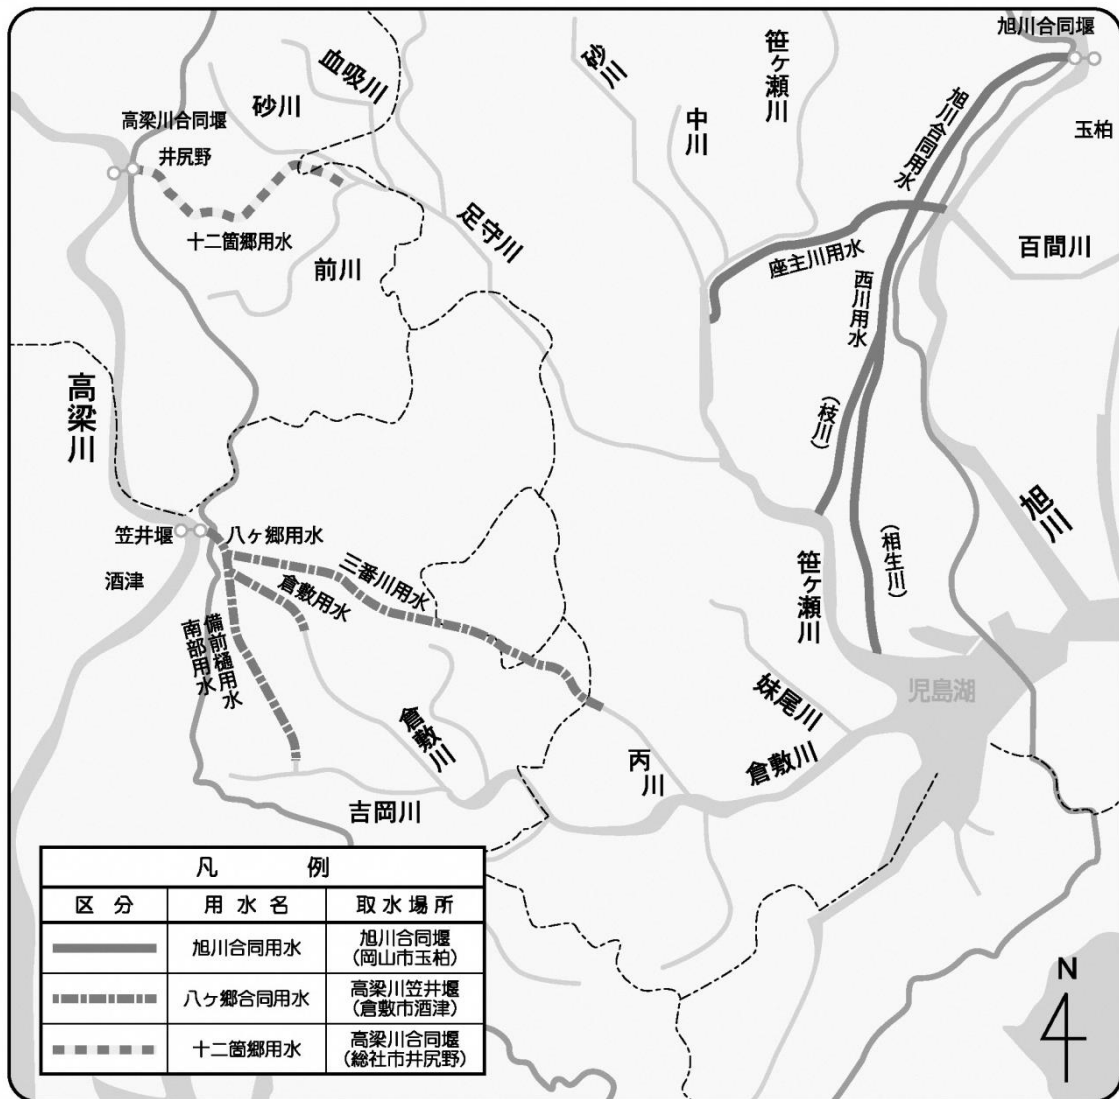 旭川合同堰
笹ヶ瀬川
砂川
血吸川
砂川
高梁川合同堰
井尻野
中川
旭川合同用水
玉柏
十二箇郷用水
足守川
前川
座主川用水
百間川
西川用水
高梁川
(枝川)
旭川
笠井堰
八ヶ郷用水
酒津
三番川用水
倉敷用水
笹ヶ瀬川
(相生川)
備前樋用水
南部用水
児島湖
妹尾川
倉敷川
丙川
倉敷川
吉岡川
凡 例
区 分 用 水 名 取 水 場 所
旭川合同用水 旭川合同堰
(岡山市玉柏)
八ヶ郷合同用水 高梁川笠井堰
(倉敷市酒津)
十二箇郷用水 高梁川合同堰
(総社市井尻野)
N